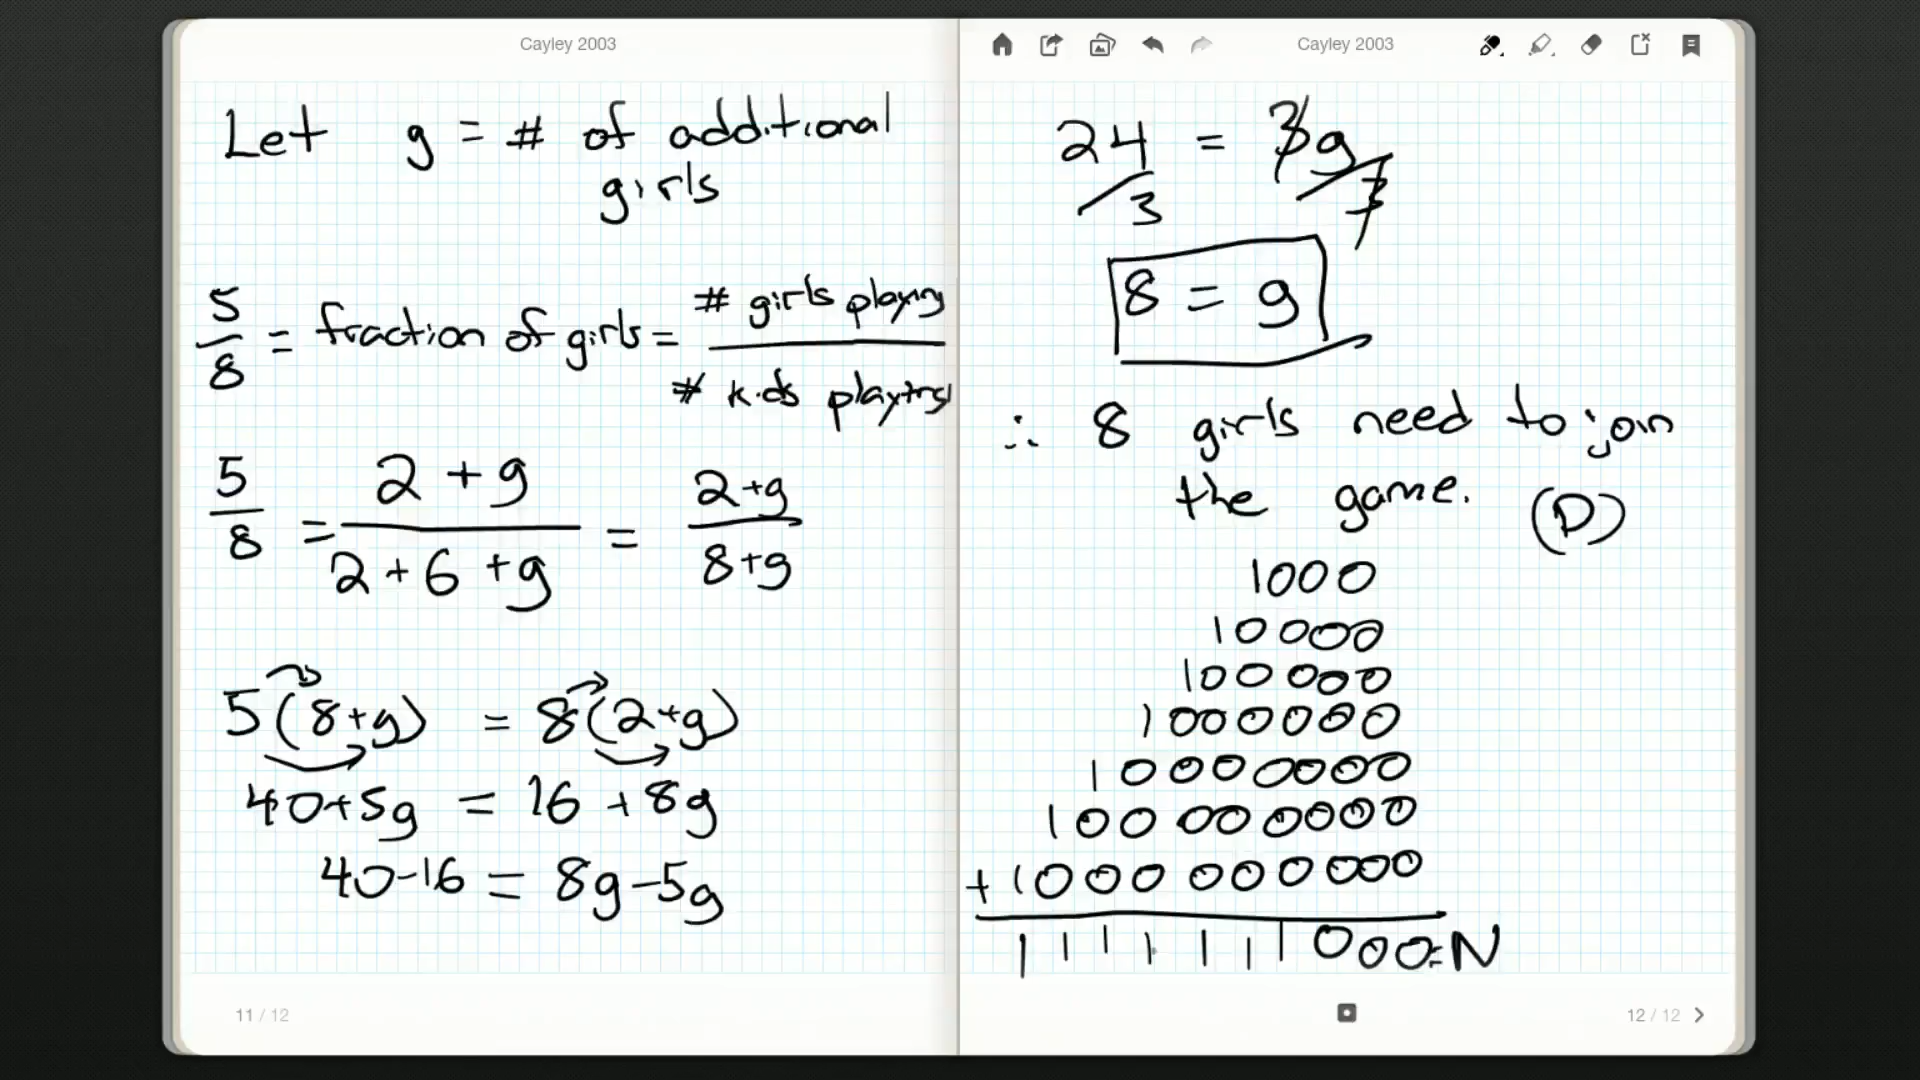 Cayley 2003
Let g = # of additional
girls
5/8 = fraction of girls = # girls playing / # kids playing
5/8 = 2 + g / 2 + 6 + g = 2 + g / 8 + g
5(8+g) = 8(2+g)
40+5g = 16 + 8g
40-16 = 8g-5g
11 / 12
Cayley 2003
24/3 = 3g/3
8 = g
∴ 8 girls need to join
the game. (D)
1000
10000
100000
1000000
10000000
100000000
+1000000000
1111111000=N
12 / 12